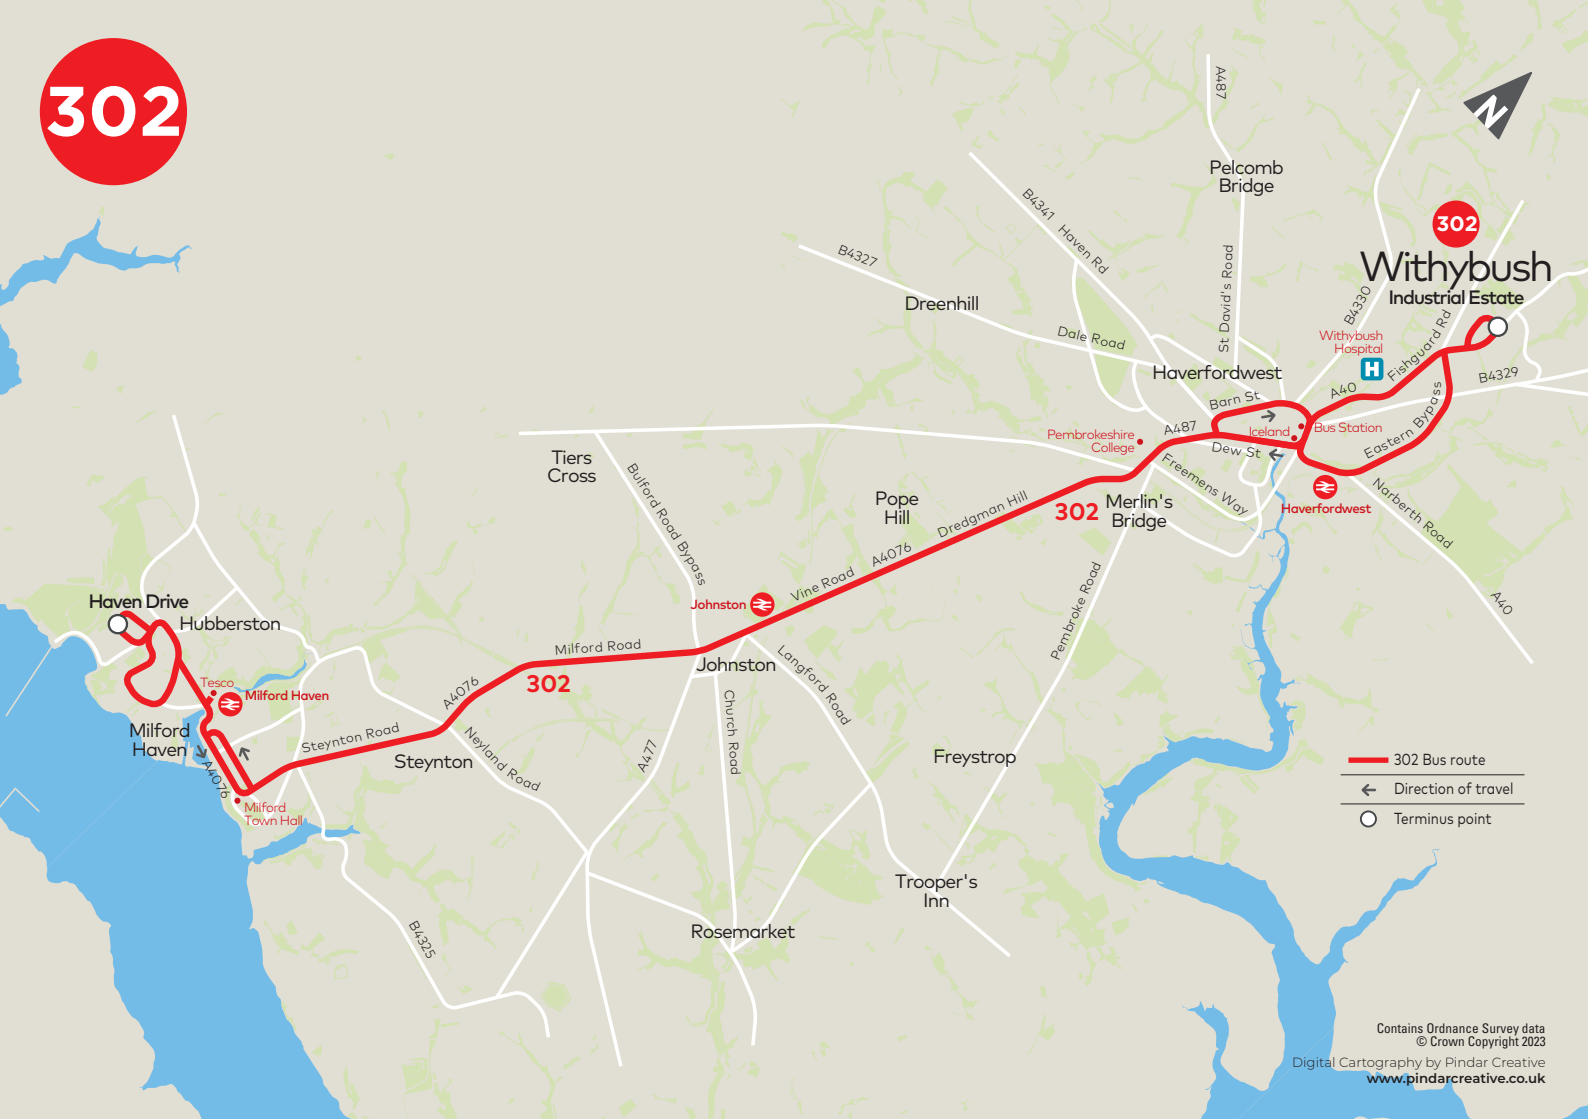 302
N
A487
Pelcomb
Bridge
B4341
Haven Rd
302
Withybush
Industrial Estate
B4327
St David's Road
B4330
Dreenhill
Dale Road
Withybush
Hospital
H
Fishguard Rd
Haverfordwest
A40
B4329
Barn St
A487
Iceland
Bus Station
Eastern Bypass
Pembrokeshire
College
Dew St
Tiers
Cross
Bulford Road Bypass
Freemens Way
Pope
Hill
Dredgman Hill
302
Merlin's
Bridge
Haverfordwest
Narberth Road
A4076
Vine Road
A40
Pembroke Road
Haven Drive
Hubberston
Johnston
Milford Road
Johnston
Langford Road
302
A4076
Tesco
Milford Haven
Milford
Haven
Steynton Road
Church Road
A477
Steynton
Neyland Road
Freystrop
A4076
Milford
Town Hall
302 Bus route
Direction of travel
Terminus point
Trooper's
Inn
B4325
Rosemarket
Contains Ordnance Survey data
© Crown Copyright 2023
Digital Cartography by Pindar Creative
www.pindarcreative.co.uk